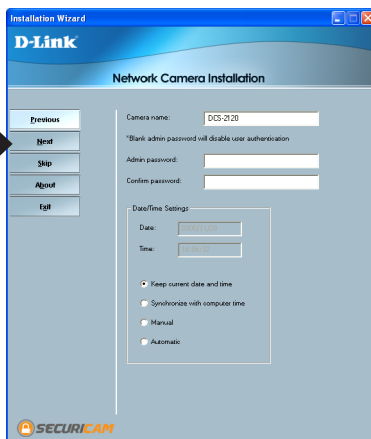 Installation Wizard
D-Link
Network Camera Installation
Previous
Next
Skip
About
Exit
Camera name:
DCS-2120
*Blank admin password will disable user authentication
Admin password:
Confirm password:
Date/Time Settings
Date:
Time:
Keep current date and time
Synchronize with computer time
Manual
Automatic
SECURICAM